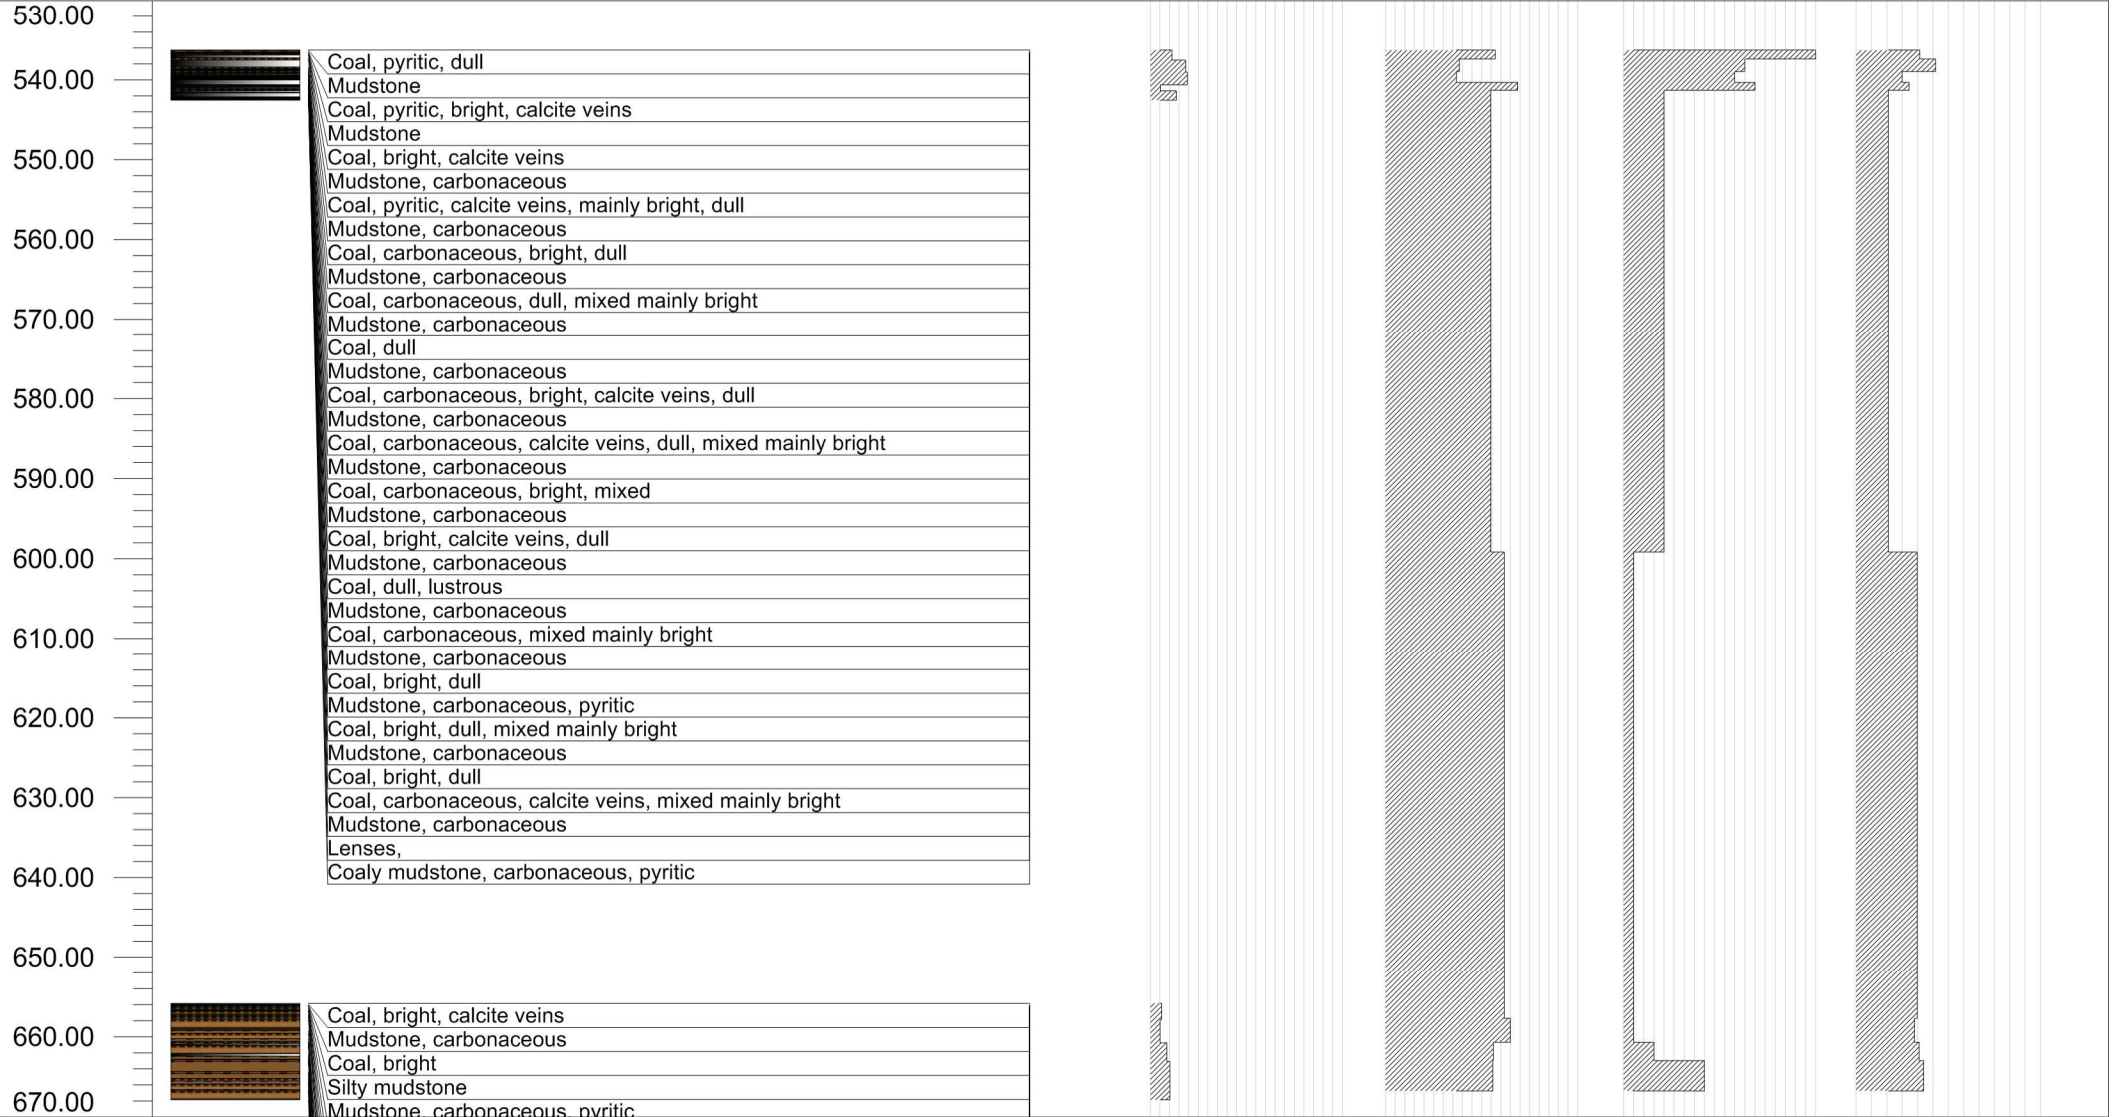 530.00
540.00
550.00
560.00
570.00
580.00
590.00
600.00
610.00
620.00
630.00
640.00
650.00
660.00
670.00
Coal, pyritic, dull
Mudstone
Coal, pyritic, bright, calcite veins
Mudstone
Coal, bright, calcite veins
Mudstone, carbonaceous
Coal, pyritic, calcite veins, mainly bright, dull
Mudstone, carbonaceous
Coal, carbonaceous, bright, dull
Mudstone, carbonaceous
Coal, carbonaceous, dull, mixed mainly bright
Mudstone, carbonaceous
Coal, dull
Mudstone, carbonaceous
Coal, carbonaceous, bright, calcite veins, dull
Mudstone, carbonaceous
Coal, carbonaceous, calcite veins, dull, mixed mainly bright
Mudstone, carbonaceous
Coal, carbonaceous, bright, mixed
Mudstone, carbonaceous
Coal, bright, calcite veins, dull
Mudstone, carbonaceous
Coal, dull, lustrous
Mudstone, carbonaceous
Coal, carbonaceous, mixed mainly bright
Mudstone, carbonaceous
Coal, bright, dull
Mudstone, carbonaceous, pyritic
Coal, bright, dull, mixed mainly bright
Mudstone, carbonaceous
Coal, bright, dull
Coal, carbonaceous, calcite veins, mixed mainly bright
Mudstone, carbonaceous
Lenses,
Coaly mudstone, carbonaceous, pyritic
Coal, bright, calcite veins
Mudstone, carbonaceous
Coal, bright
Silty mudstone
Mudstone, carbonaceous, pyritic